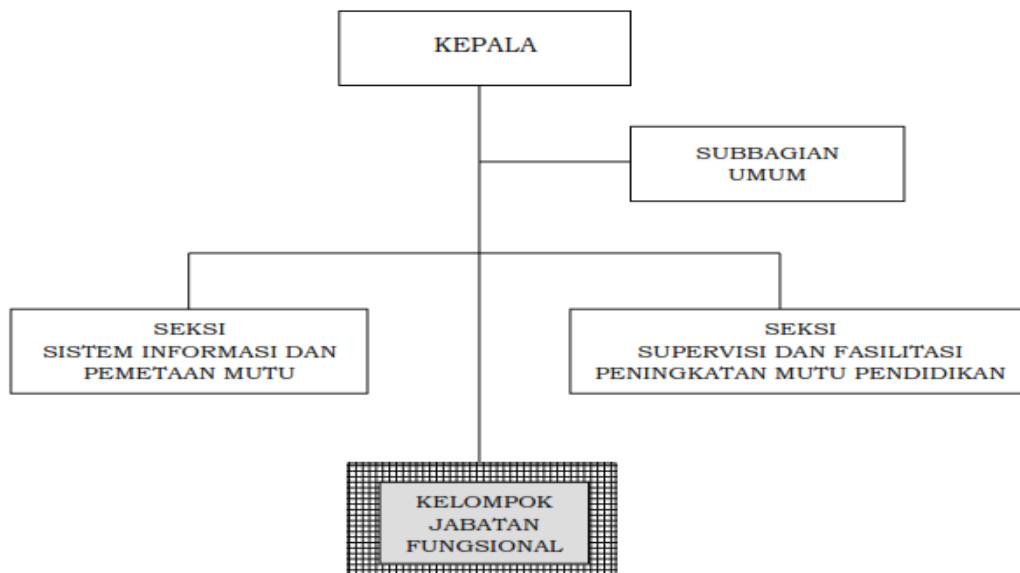 KEPALA
SUBBAGIAN
UMUM
SEKSI
SISTEM INFORMASI DAN
PEMETAAN MUTU
SEKSI
SUPERVISI DAN FASILITASI
PENINGKATAN MUTU PENDIDIKAN
KELOMPOK
JABATAN
FUNGSIONAL